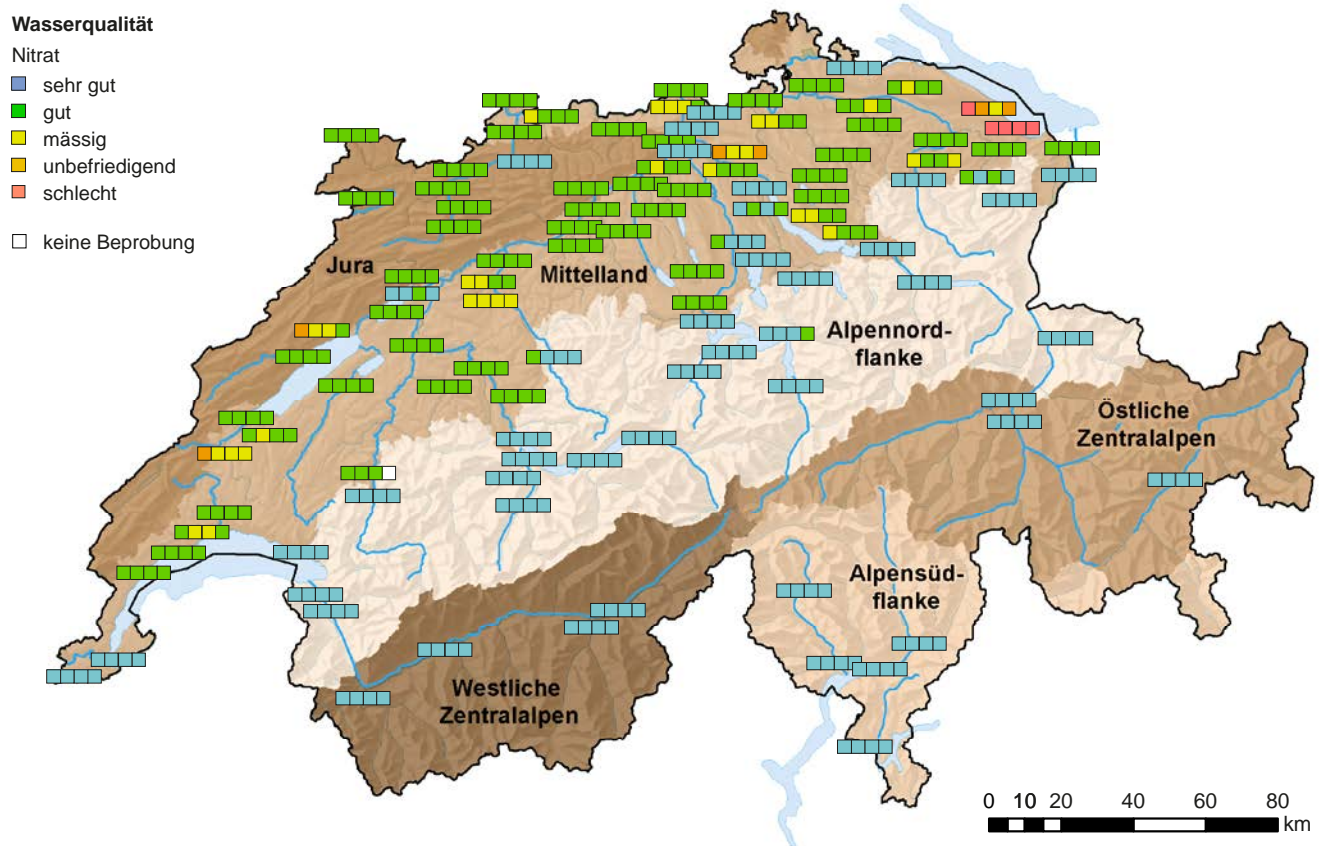 Wasserqualität
Nitrat
sehr gut
gut
mässig
unbefriedigend
schlecht
keine Beprobung
Jura
Mittelland
Alpennord-
flanke
Östliche
Zentralalpen
Alpensüd-
flanke
Westliche
Zentralalpen
0 10 20 40 60 80
km